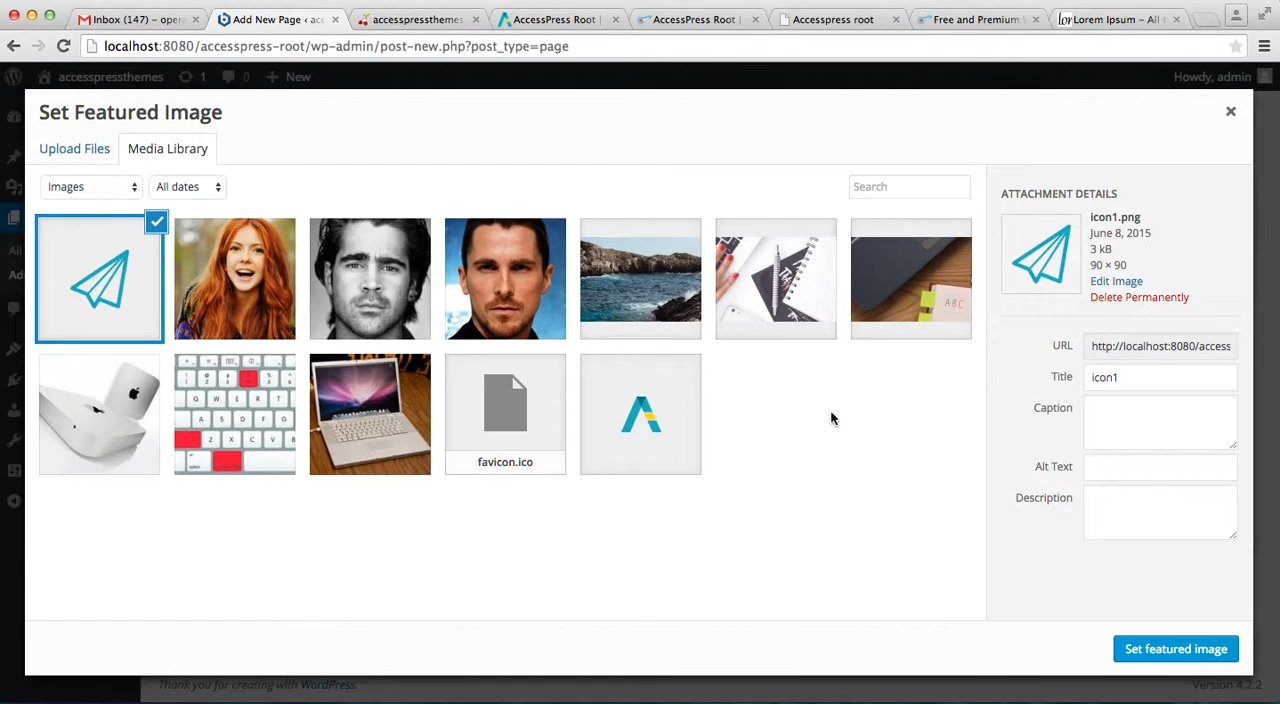 Inbox (147) – oper
Add New Page ‹ acc
accesspressthemes
AccessPress Root |
AccessPress Root |
Accesspress root
Free and Premium
Lorem Ipsum – All t
localhost:8080/accesspress-root/wp-admin/post-new.php?post_type=page
accesspressthemes 1 0 New Howdy, admin
Set Featured Image
Upload Files Media Library
Images All dates Search
favicon.ico
ATTACHMENT DETAILS
icon1.png
June 8, 2015
3 kB
90 × 90
Edit Image
Delete Permanently
URL http://localhost:8080/access
Title icon1
Caption
Alt Text
Description
Set featured image
Thank you for creating with WordPress. Version 4.2.2